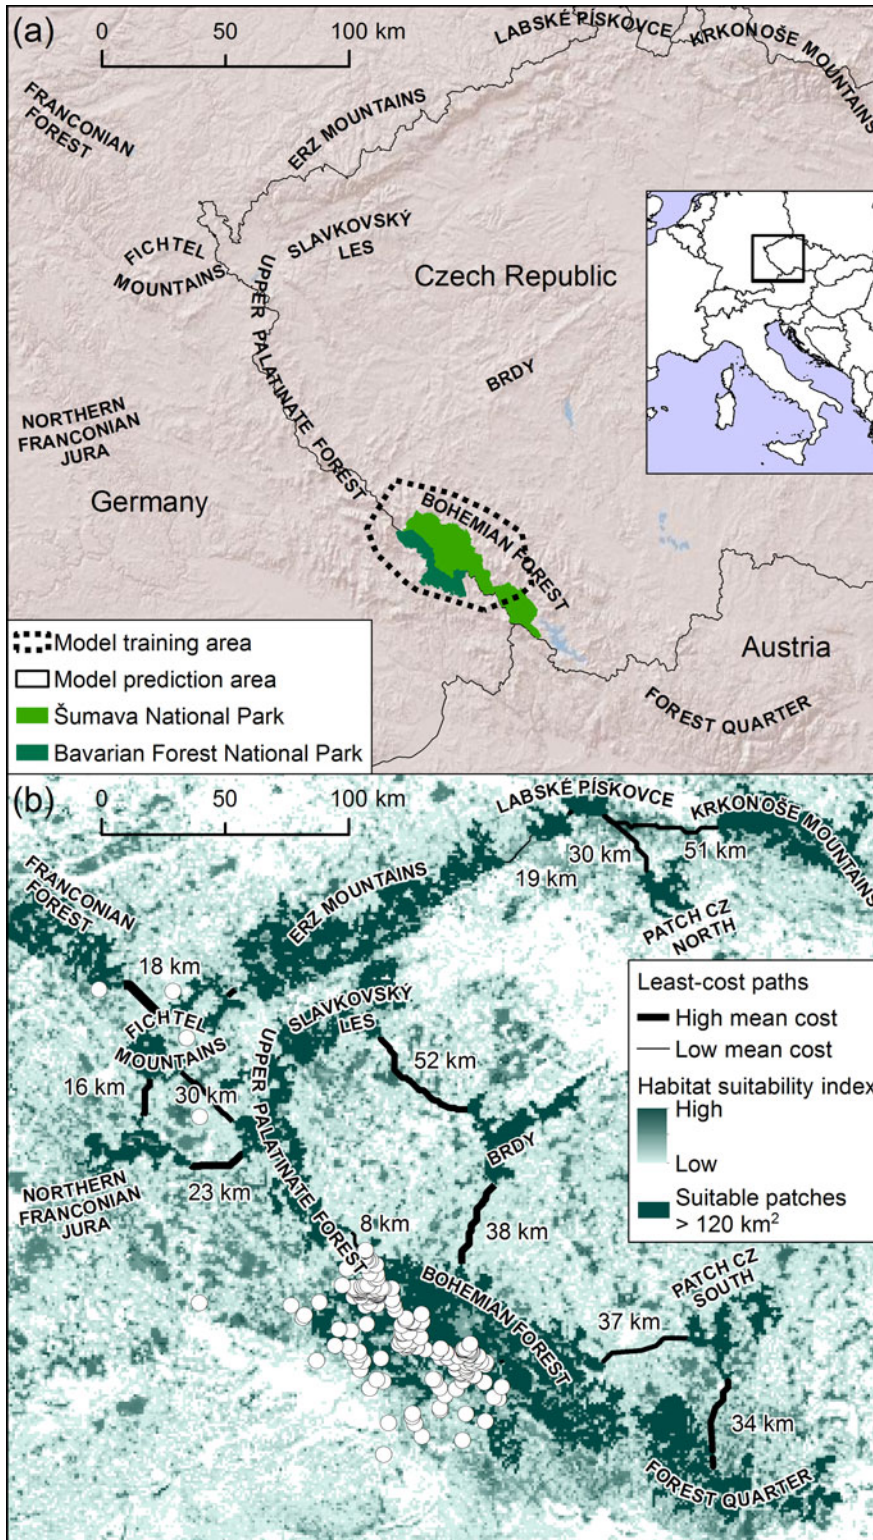 (a)
0 50 100 km
LABSKÉ PÍSKOVCE
KRKONOŠE MOUNTAINS
FRANCONIAN
FOREST
ERZ MOUNTAINS
SLAVKOVSKÝ
LES
FICHTEL
MOUNTAINS
UPPER PALATINATE FOREST
Czech Republic
BRDY
NORTHERN
FRANCONIAN
JURA
Germany
BOHEMIAN FOREST
Austria
FOREST QUARTER
Model training area
Model prediction area
Šumava National Park
Bavarian Forest National Park
(b)
0 50 100 km
LABSKÉ PÍSKOVCE
KRKONOŠE MOUNTAINS
30 km
51 km
19 km
FRANCONIAN
FOREST
ERZ MOUNTAINS
PATCH CZ
NORTH
18 km
FICHTEL
MOUNTAINS
SLAVKOVSKÝ
LES
UPPER PALATINATE FOREST
52 km
16 km
30 km
BRDY
NORTHERN
FRANCONIAN
JURA
23 km
8 km
38 km
BOHEMIAN FOREST
PATCH CZ
SOUTH
37 km
34 km
FOREST QUARTER
Least-cost paths
High mean cost
Low mean cost
Habitat suitability index
High
Low
Suitable patches
> 120 km²